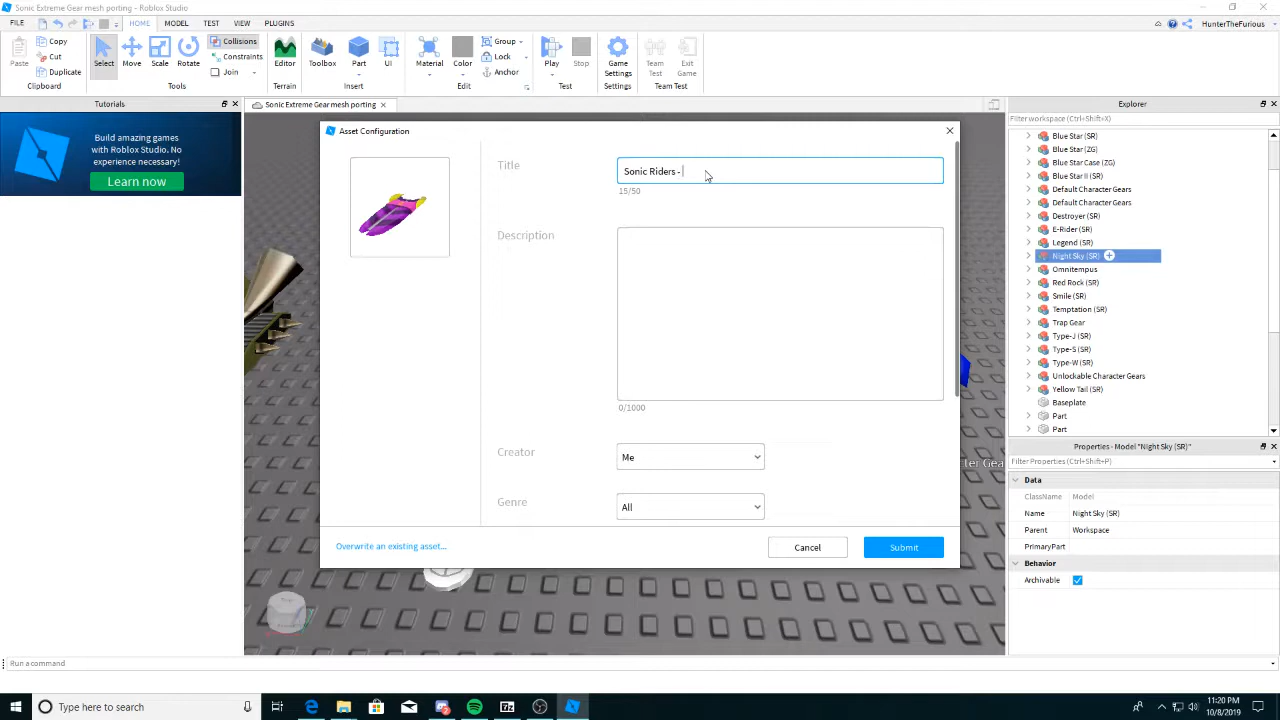 Sonic Extreme Gear mesh porting - Roblox Studio
FILE HOME MODEL TEST VIEW PLUGINS HunterTheFurious
Paste Copy Cut Duplicate Clipboard
Select Move Scale Rotate Collisions Constraints Join Tools
Editor Terrain
Toolbox Part UI Insert
Material Color Group Lock Anchor Edit
Play Stop Test
Game Settings Settings
Team Test Exit Game Team Test
Tutorials
Build amazing games with Roblox Studio. No experience necessary!
Learn now
Sonic Extreme Gear mesh porting
Asset Configuration
Title
Sonic Riders -
15/50
Description
0/1000
Creator
Me
Genre
All
Overwrite an existing asset...
Cancel
Submit
ter Gea
Explorer
Filter workspace (Ctrl+Shift+X)
Blue Star (SR)
Blue Star (ZG)
Blue Star Case (ZG)
Blue Star II (SR)
Default Character Gears
Default Character Gears
Destroyer (SR)
E-Rider (SR)
Legend (SR)
Night Sky (SR)
Omnitempus
Red Rock (SR)
Smile (SR)
Temptation (SR)
Trap Gear
Type-J (SR)
Type-S (SR)
Type-W (SR)
Unlockable Character Gears
Yellow Tail (SR)
Baseplate
Part
Part
Properties - Model "Night Sky (SR)"
Filter Properties (Ctrl+Shift+P)
Data
ClassName Model
Name Night Sky (SR)
Parent Workspace
PrimaryPart
Behavior
Archivable
Run a command
Type here to search
11:20 PM
10/8/2019